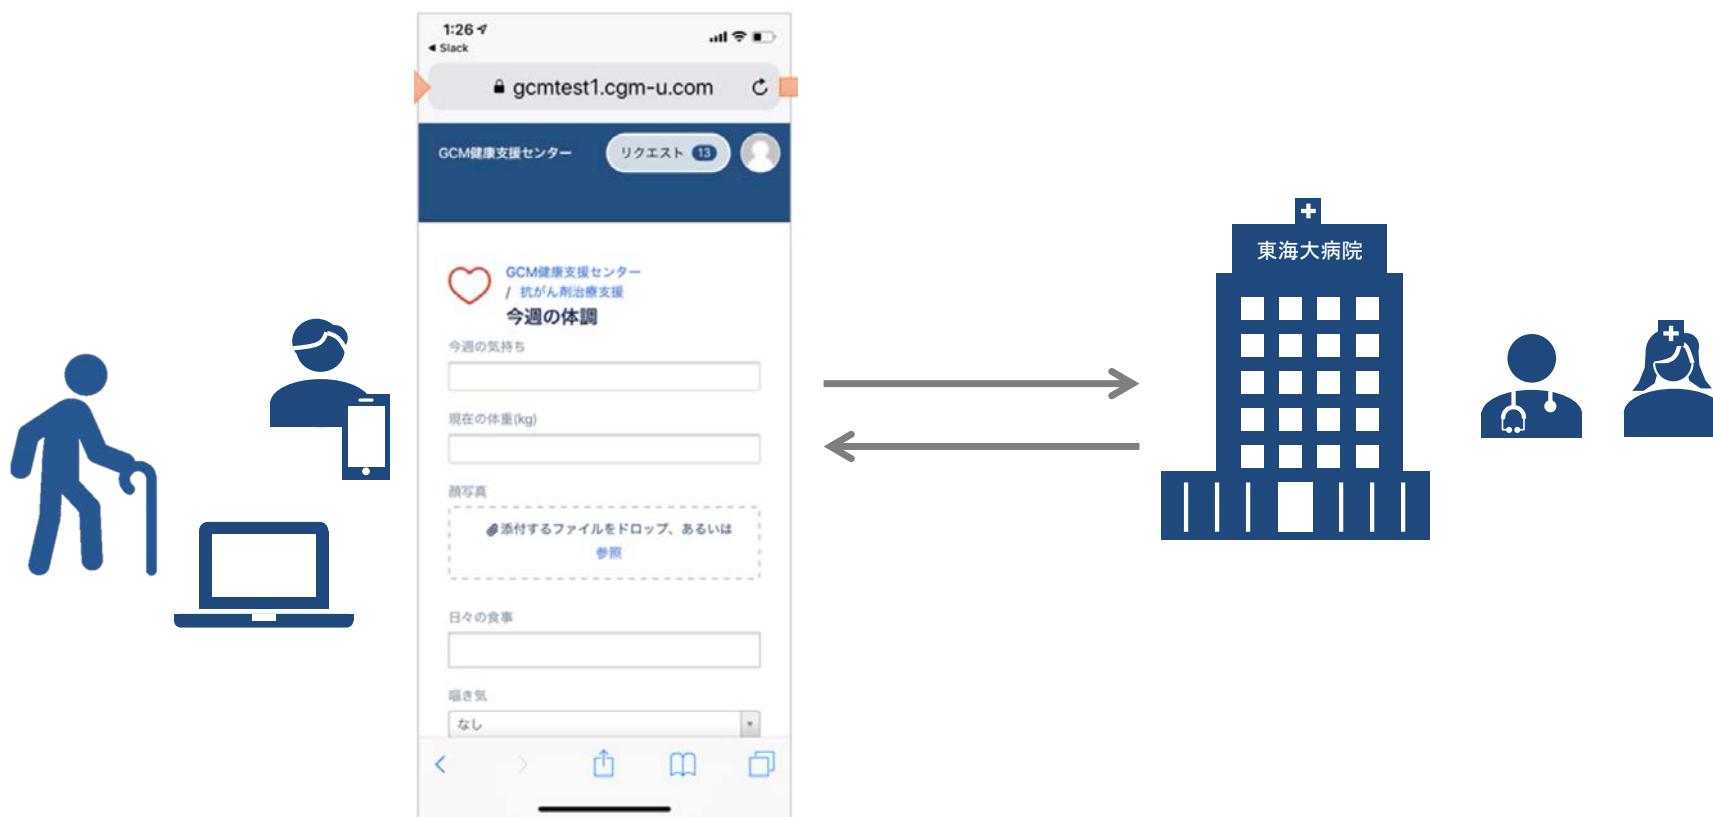 1:26
◀ Slack
gcmtest1.cgm-u.com
GCM健康支援センター
リクエスト 13
GCM健康支援センター
/ 抗がん剤治療支援
今週の体調
今週の気持ち
現在の体重(kg)
顔写真
添付するファイルをドロップ、あるいは
参照
日々の食事
嘔き気
なし
東海大病院